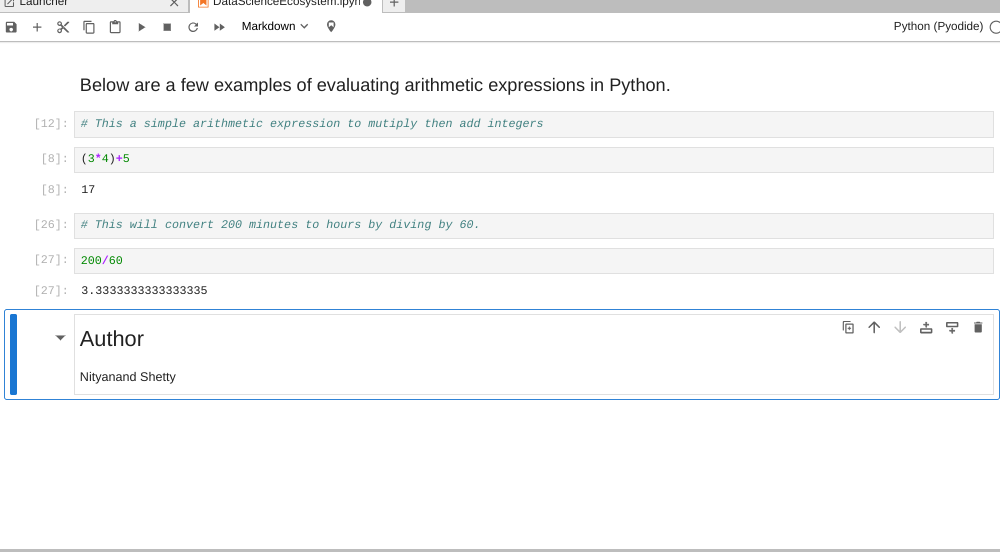 Launcher
DataScienceEcosystem.ipyn
Markdown
Python (Pyodide)
Below are a few examples of evaluating arithmetic expressions in Python.
[12]: # This a simple arithmetic expression to mutiply then add integers
[8]: (3*4)+5
[8]: 17
[26]: # This will convert 200 minutes to hours by diving by 60.
[27]: 200/60
[27]: 3.3333333333333335
Author
Nityanand Shetty